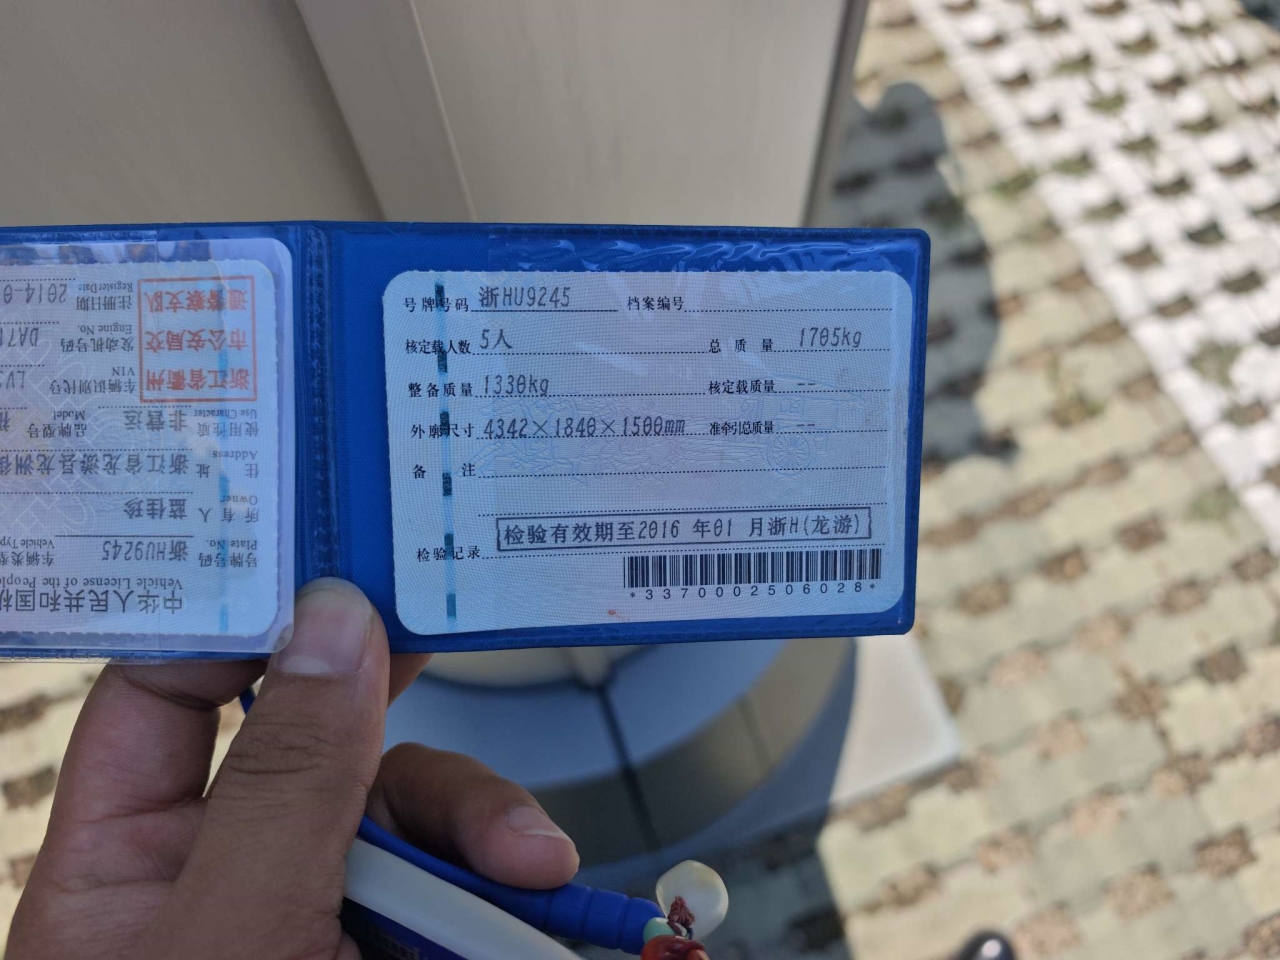 号牌号码 浙HU9245 档案编号
核定载人数 5人 总质量 1705kg
整备质量 1330kg 核定载质量 --
外廓尺寸 4342×1840×1500mm 准牵引总质量 --
备注
检验记录 检验有效期至2016 年01 月浙H(龙游)
*3370002506028*
中华人民共和国
Vehicle License of the People
号牌号码 浙HU9245 车辆类型
Plate No. Vehicle Type
所有人 蓝佳珍
Owner
住址 浙江省龙游县龙洲街
Address
使用性质 非营运 品牌型号
Use Character Model
浙江省衢州
市公安局交
通警察支队
车辆识别代号 LV
VIN
发动机号码 DA71
Engine No.
注册日期 2014-0
Register Date